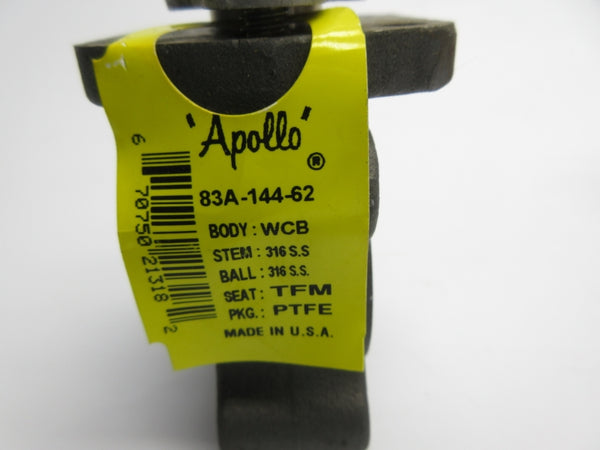 "Apollo"®
83A-144-62
BODY: WCB
STEM: 316 S.S
BALL: 316 S.S.
SEAT: TFM
PKG.: PTFE
MADE IN U.S.A.
6 70750 21318 2